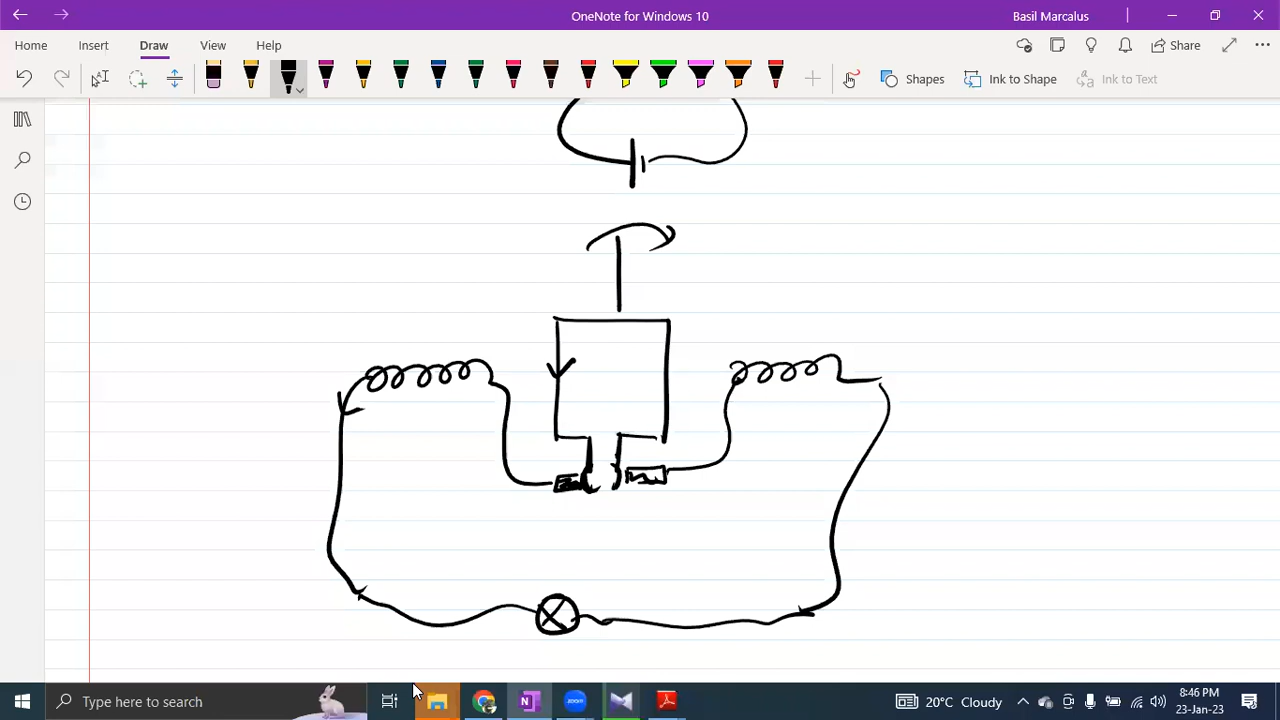 OneNote for Windows 10
Basil Marcalus
Home Insert Draw View Help
Share
Shapes Ink to Shape Ink to Text
Type here to search
zoom
20°C Cloudy
8:46 PM
23-Jan-23